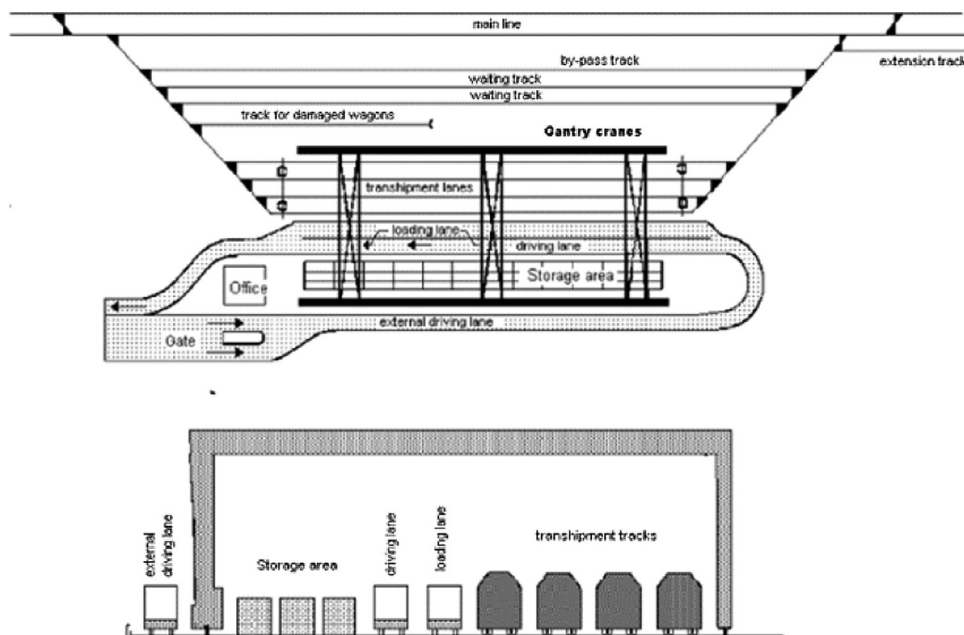 main line
by-pass track
extension track
waiting track
waiting track
track for damaged wagons
Gantry cranes
transhipment lanes
loading lane
driving lane
Storage area
Office
external driving lane
Gate
external
driving lane
Storage area
driving lane
loading lane
transhipment tracks